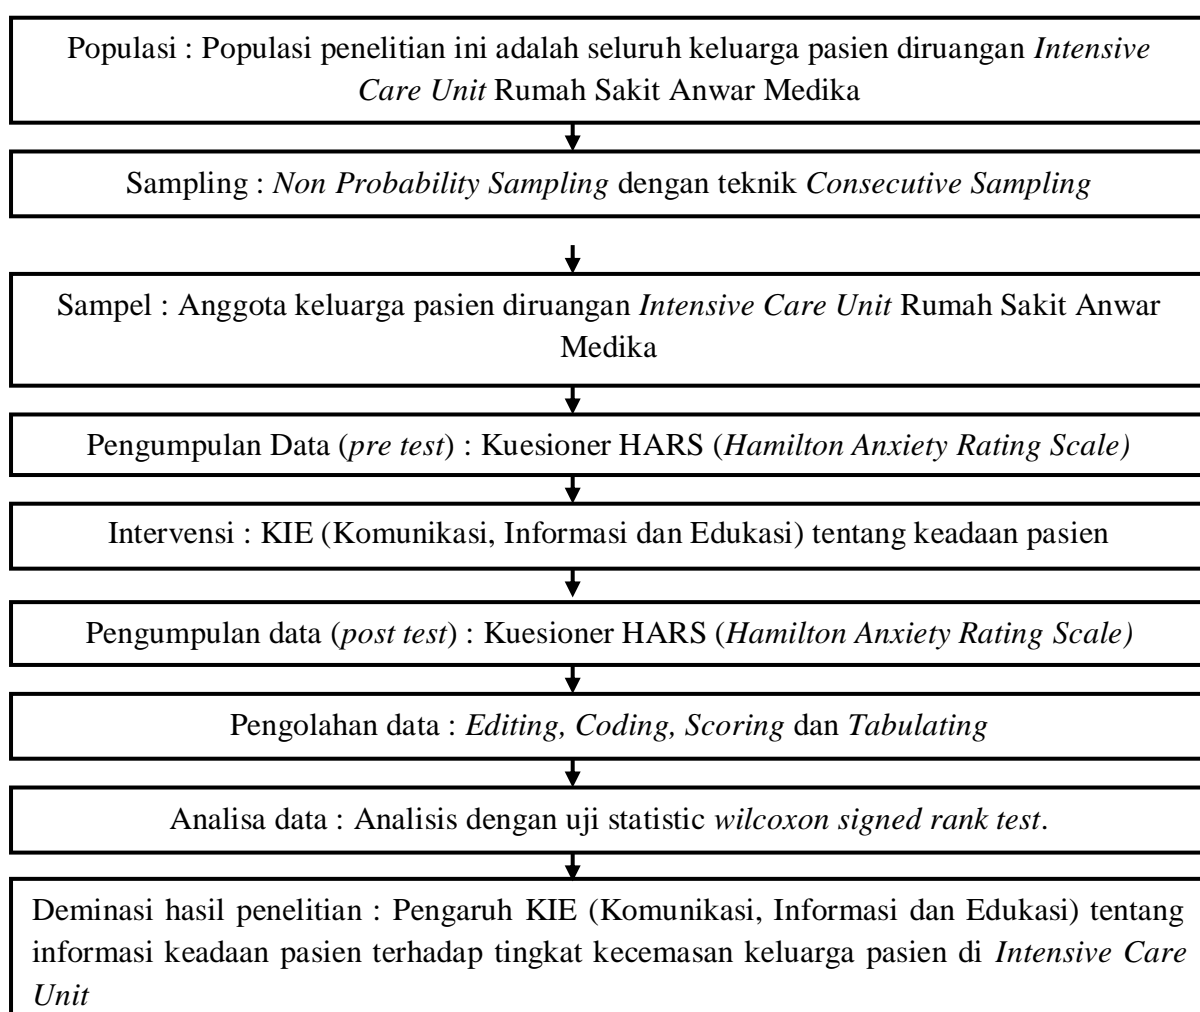 Populasi : Populasi penelitian ini adalah seluruh keluarga pasien diruangan Intensive
Care Unit Rumah Sakit Anwar Medika
Sampling : Non Probability Sampling dengan teknik Consecutive Sampling
Sampel : Anggota keluarga pasien diruangan Intensive Care Unit Rumah Sakit Anwar
Medika
Pengumpulan Data (pre test) : Kuesioner HARS (Hamilton Anxiety Rating Scale)
Intervensi : KIE (Komunikasi, Informasi dan Edukasi) tentang keadaan pasien
Pengumpulan data (post test) : Kuesioner HARS (Hamilton Anxiety Rating Scale)
Pengolahan data : Editing, Coding, Scoring dan Tabulating
Analisa data : Analisis dengan uji statistic wilcoxon signed rank test.
Deminasi hasil penelitian : Pengaruh KIE (Komunikasi, Informasi dan Edukasi) tentang
informasi keadaan pasien terhadap tingkat kecemasan keluarga pasien di Intensive Care
Unit